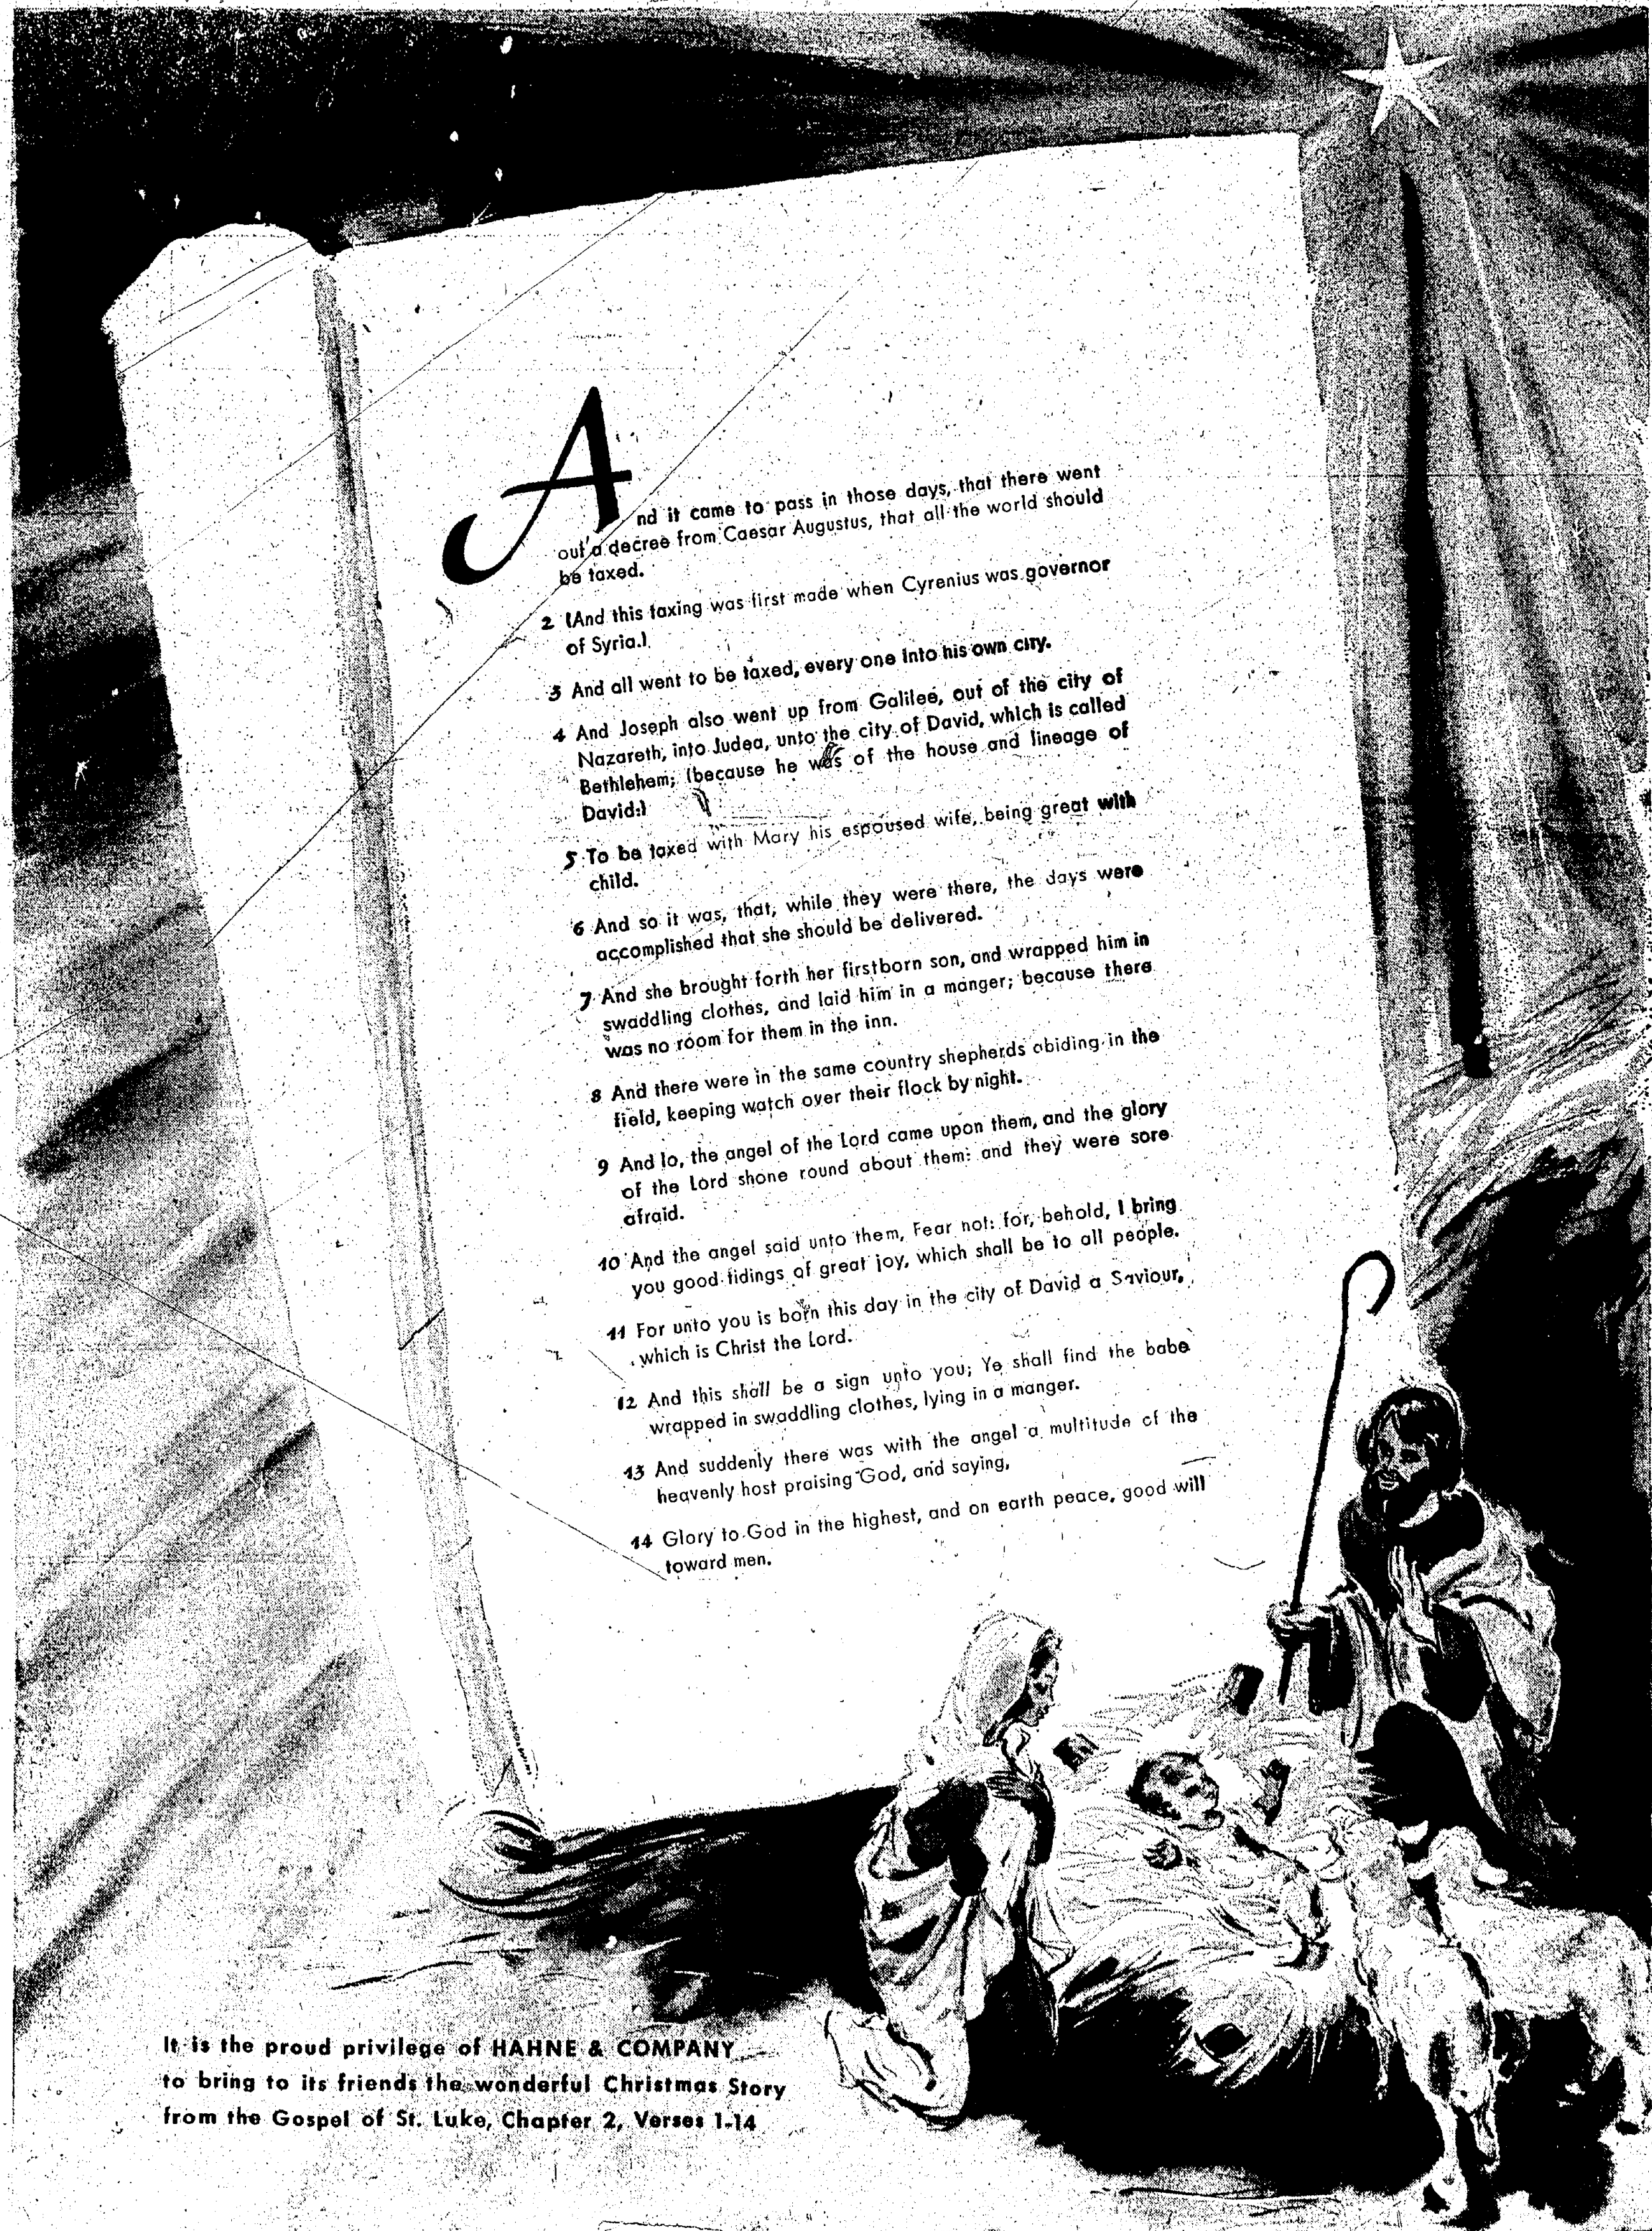 And it came to pass in those days, that there went
out a decree from Caesar Augustus, that all the world should
be taxed.
2 (And this taxing was first made when Cyrenius was governor
of Syria.)
3 And all went to be taxed, every one into his own city.
4 And Joseph also went up from Galilee, out of the city of
Nazareth, into Judea, unto the city of David, which is called
Bethlehem; (because he was of the house and lineage of
David:)
5 To be taxed with Mary his espoused wife, being great with
child.
6 And so it was, that, while they were there, the days were
accomplished that she should be delivered.
7 And she brought forth her firstborn son, and wrapped him in
swaddling clothes, and laid him in a manger; because there
was no room for them in the inn.
8 And there were in the same country shepherds abiding in the
field, keeping watch over their flock by night.
9 And lo, the angel of the Lord came upon them, and the glory
of the Lord shone round about them: and they were sore
afraid.
10 And the angel said unto them, Fear not: for, behold, I bring
you good tidings of great joy, which shall be to all people.
11 For unto you is born this day in the city of David a Saviour,
which is Christ the Lord.
12 And this shall be a sign unto you; Ye shall find the babe
wrapped in swaddling clothes, lying in a manger.
13 And suddenly there was with the angel a multitude of the
heavenly host praising God, and saying,
14 Glory to God in the highest, and on earth peace, good will
toward men.
It is the proud privilege of HAHNE & COMPANY
to bring to its friends the wonderful Christmas Story
from the Gospel of St. Luke, Chapter 2, Verses 1-14